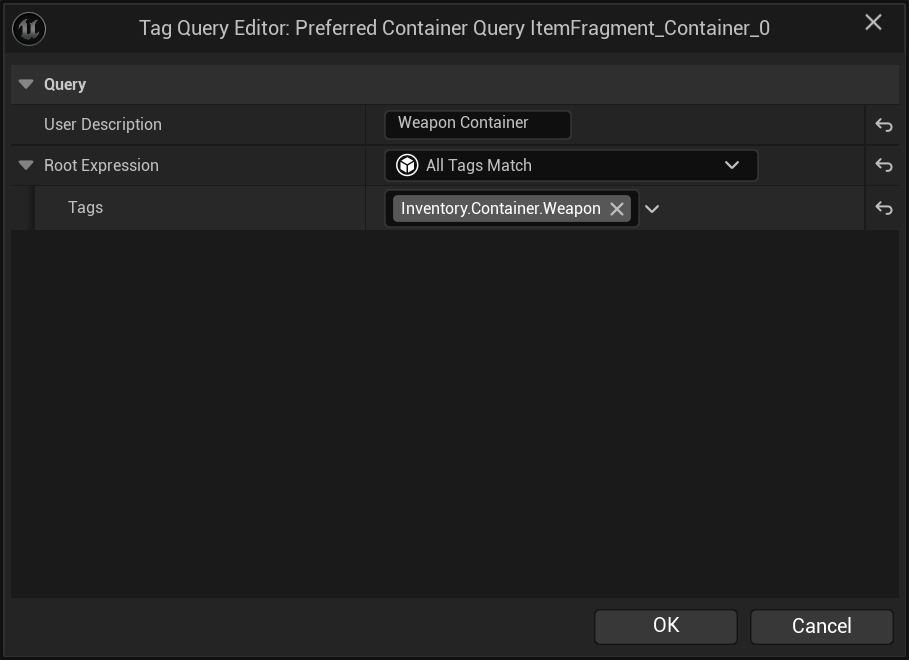 Tag Query Editor: Preferred Container Query ItemFragment_Container_0
Query
User Description
Weapon Container
Root Expression
All Tags Match
Tags
Inventory.Container.Weapon
OK
Cancel